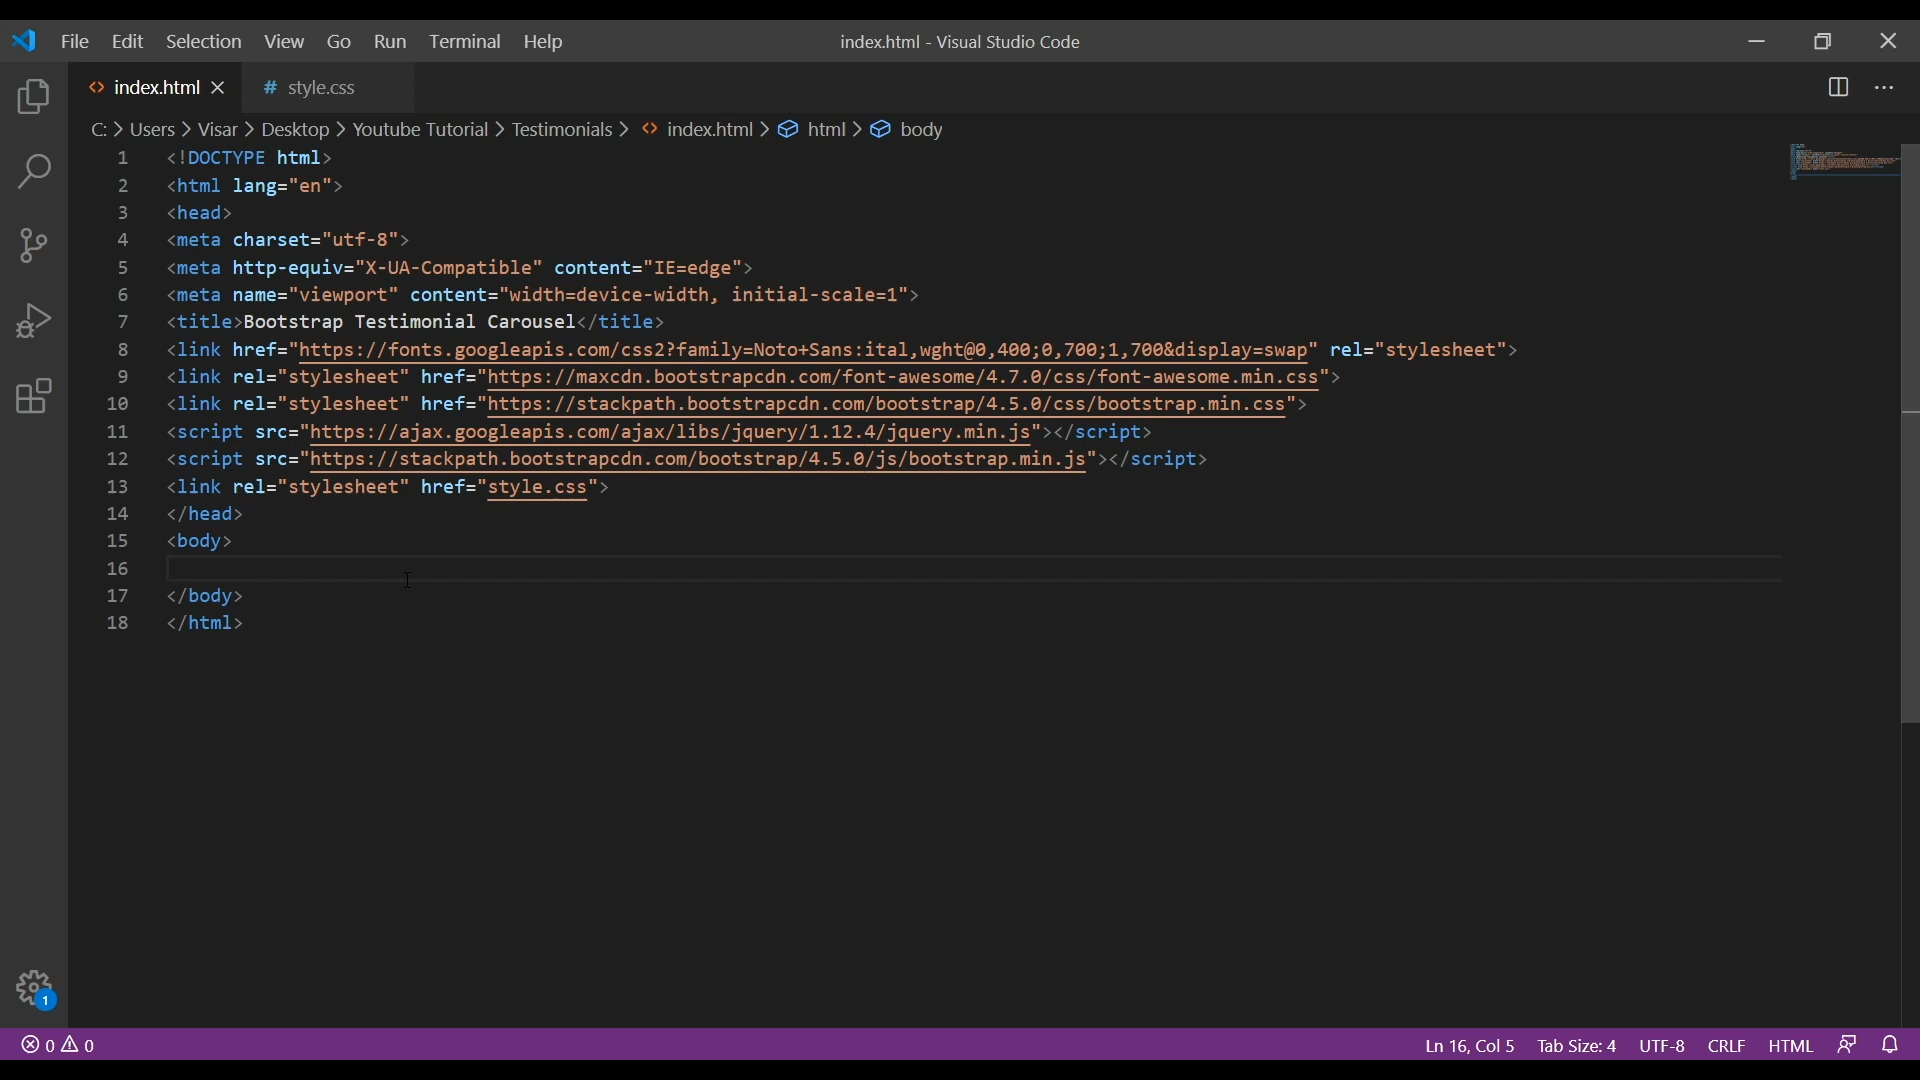 File Edit Selection View Go Run Terminal Help index.html - Visual Studio Code
index.html style.css
C: > Users > Visar > Desktop > Youtube Tutorial > Testimonials > index.html > html > body
1 <!DOCTYPE html>
2 <html lang="en">
3 <head>
4 <meta charset="utf-8">
5 <meta http-equiv="X-UA-Compatible" content="IE=edge">
6 <meta name="viewport" content="width=device-width, initial-scale=1">
7 <title>Bootstrap Testimonial Carousel</title>
8 <link href="https://fonts.googleapis.com/css2?family=Noto+Sans:ital,wght@0,400;0,700;1,700&display=swap" rel="stylesheet">
9 <link rel="stylesheet" href="https://maxcdn.bootstrapcdn.com/font-awesome/4.7.0/css/font-awesome.min.css">
10 <link rel="stylesheet" href="https://stackpath.bootstrapcdn.com/bootstrap/4.5.0/css/bootstrap.min.css">
11 <script src="https://ajax.googleapis.com/ajax/libs/jquery/1.12.4/jquery.min.js"></script>
12 <script src="https://stackpath.bootstrapcdn.com/bootstrap/4.5.0/js/bootstrap.min.js"></script>
13 <link rel="stylesheet" href="style.css">
14 </head>
15 <body>
16
17 </body>
18 </html>
1
0 0 Ln 16, Col 5 Tab Size: 4 UTF-8 CRLF HTML